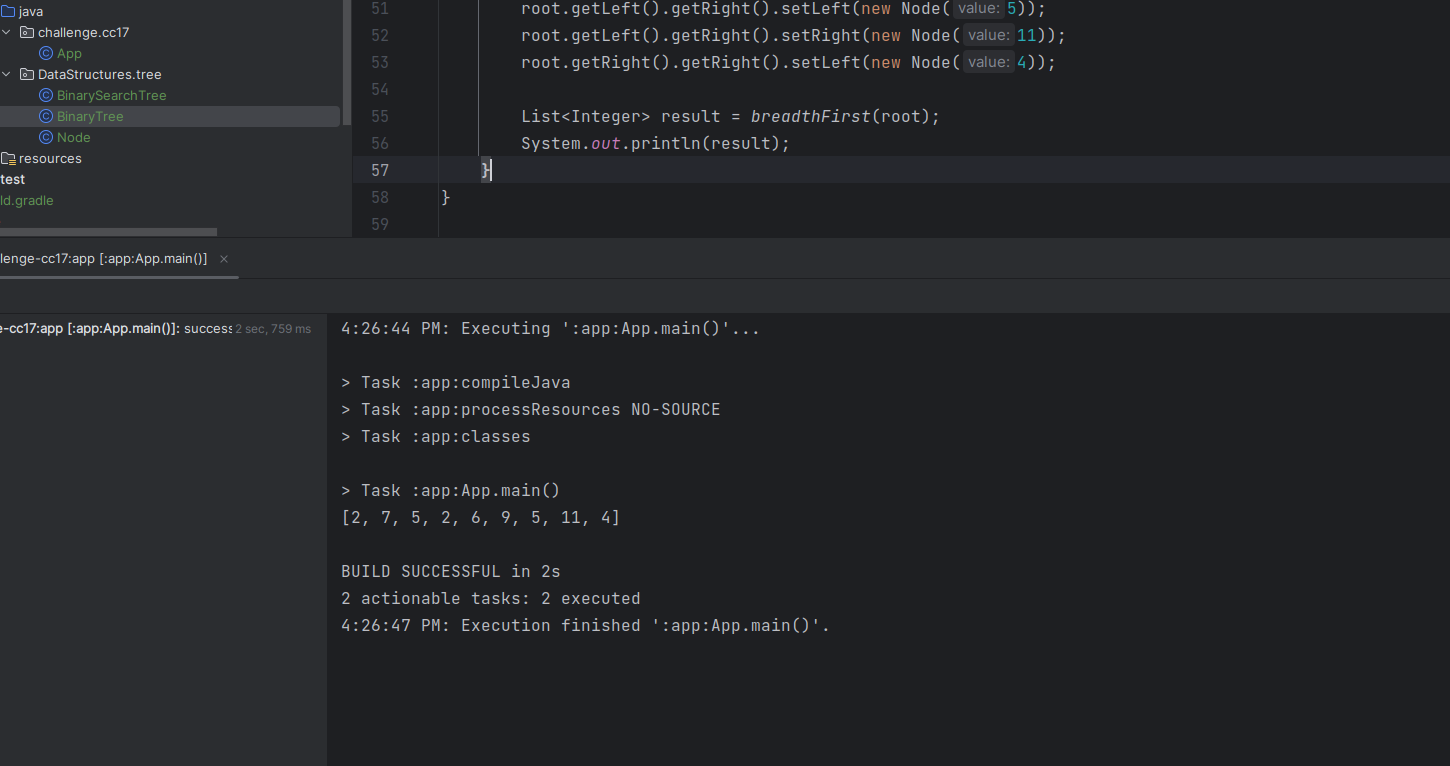 java
challenge.cc17
App
DataStructures.tree
BinarySearchTree
BinaryTree
Node
resources
test
ld.gradle
51 root.getLeft().getRight().setLeft(new Node( value: 5));
52 root.getLeft().getRight().setRight(new Node( value: 11));
53 root.getRight().getRight().setLeft(new Node( value: 4));
54
55 List<Integer> result = breadthFirst(root);
56 System.out.println(result);
57 }
58 }
59
lenge-cc17:app [:app:App.main()] ×
e-cc17:app [:app:App.main()]: success 2 sec, 759 ms
4:26:44 PM: Executing ':app:App.main()'...
> Task :app:compileJava
> Task :app:processResources NO-SOURCE
> Task :app:classes
> Task :app:App.main()
[2, 7, 5, 2, 6, 9, 5, 11, 4]
BUILD SUCCESSFUL in 2s
2 actionable tasks: 2 executed
4:26:47 PM: Execution finished ':app:App.main()'.